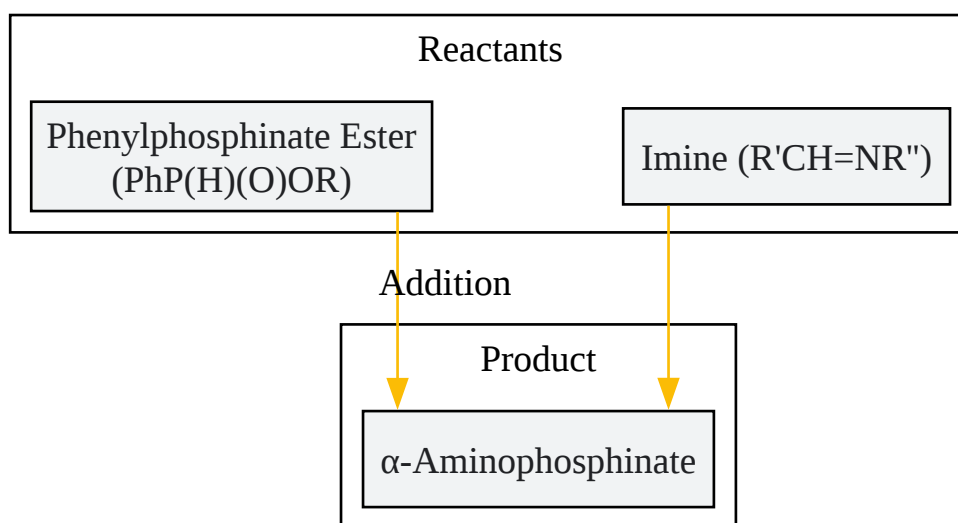 Reactants
Phenylphosphinate Ester
(PhP(H)(O)OR)
Imine (R'CH=NR")
Addition
Product
α-Aminophosphinate